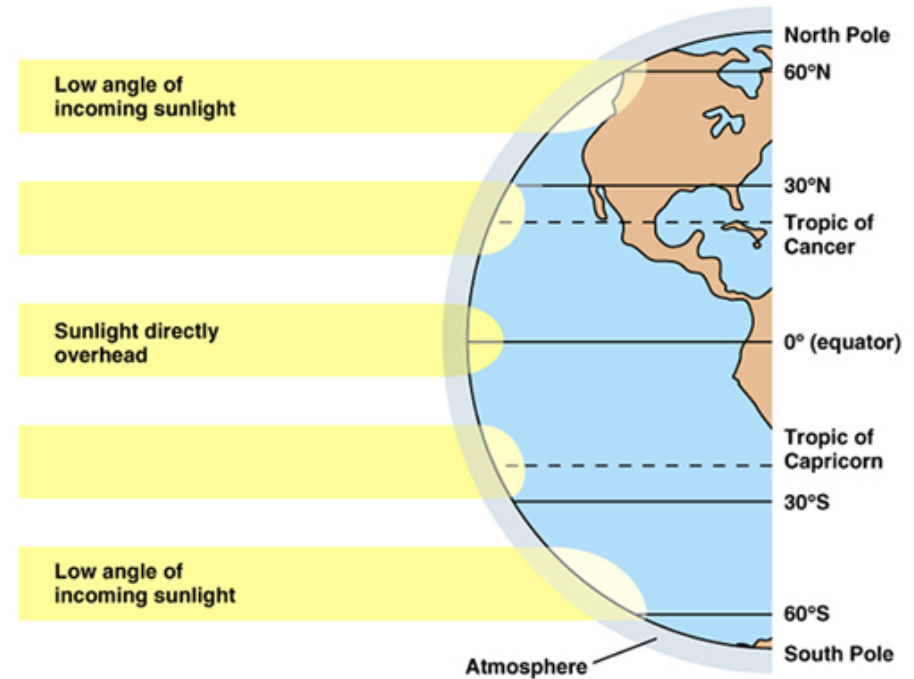 North Pole
Low angle of
incoming sunlight
60°N
30°N
Tropic of
Cancer
Sunlight directly
overhead
0° (equator)
Tropic of
Capricorn
30°S
Low angle of
incoming sunlight
60°S
South Pole
Atmosphere